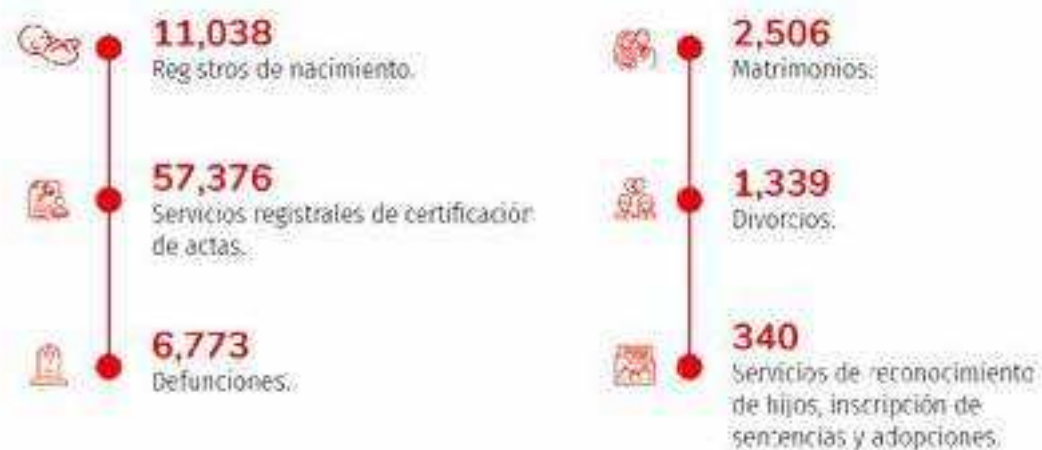 11,038
Registros de nacimiento.
57,376
Servicios registrales de certificación
de actas.
6,773
Defunciones.
2,506
Matrimonios.
1,339
Divorcios.
340
Servicios de reconocimiento
de hijos, inscripción de
sentencias y adopciones.